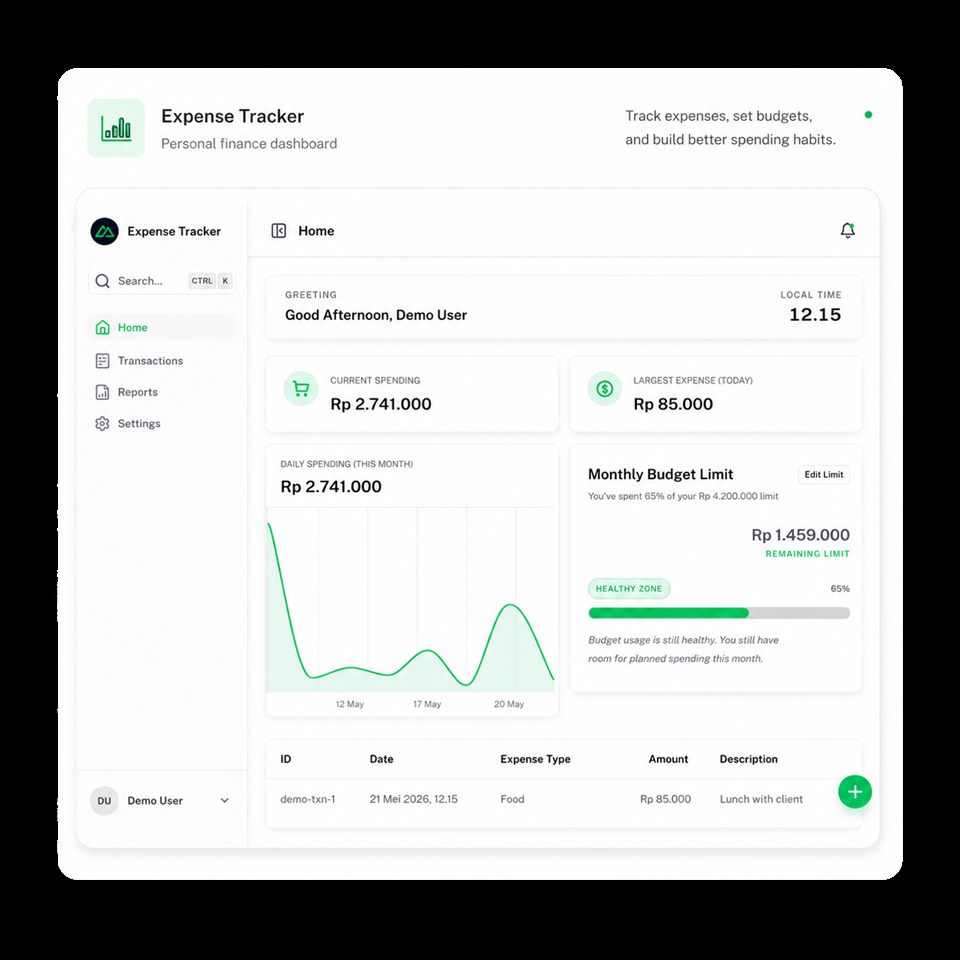 Expense Tracker
Personal finance dashboard
Track expenses, set budgets,
and build better spending habits.
Expense Tracker
Search... CTRL K
Home
Transactions
Reports
Settings
DU Demo User
Home
GREETING
Good Afternoon, Demo User
LOCAL TIME
12.15
CURRENT SPENDING
Rp 2.741.000
LARGEST EXPENSE (TODAY)
Rp 85.000
DAILY SPENDING (THIS MONTH)
Rp 2.741.000
12 May 17 May 20 May
Monthly Budget Limit Edit Limit
You've spent 65% of your Rp 4.200.000 limit
Rp 1.459.000
REMAINING LIMIT
HEALTHY ZONE 65%
Budget usage is still healthy. You still have
room for planned spending this month.
ID Date Expense Type Amount Description
demo-txn-1 21 Mei 2026, 12.15 Food Rp 85.000 Lunch with client